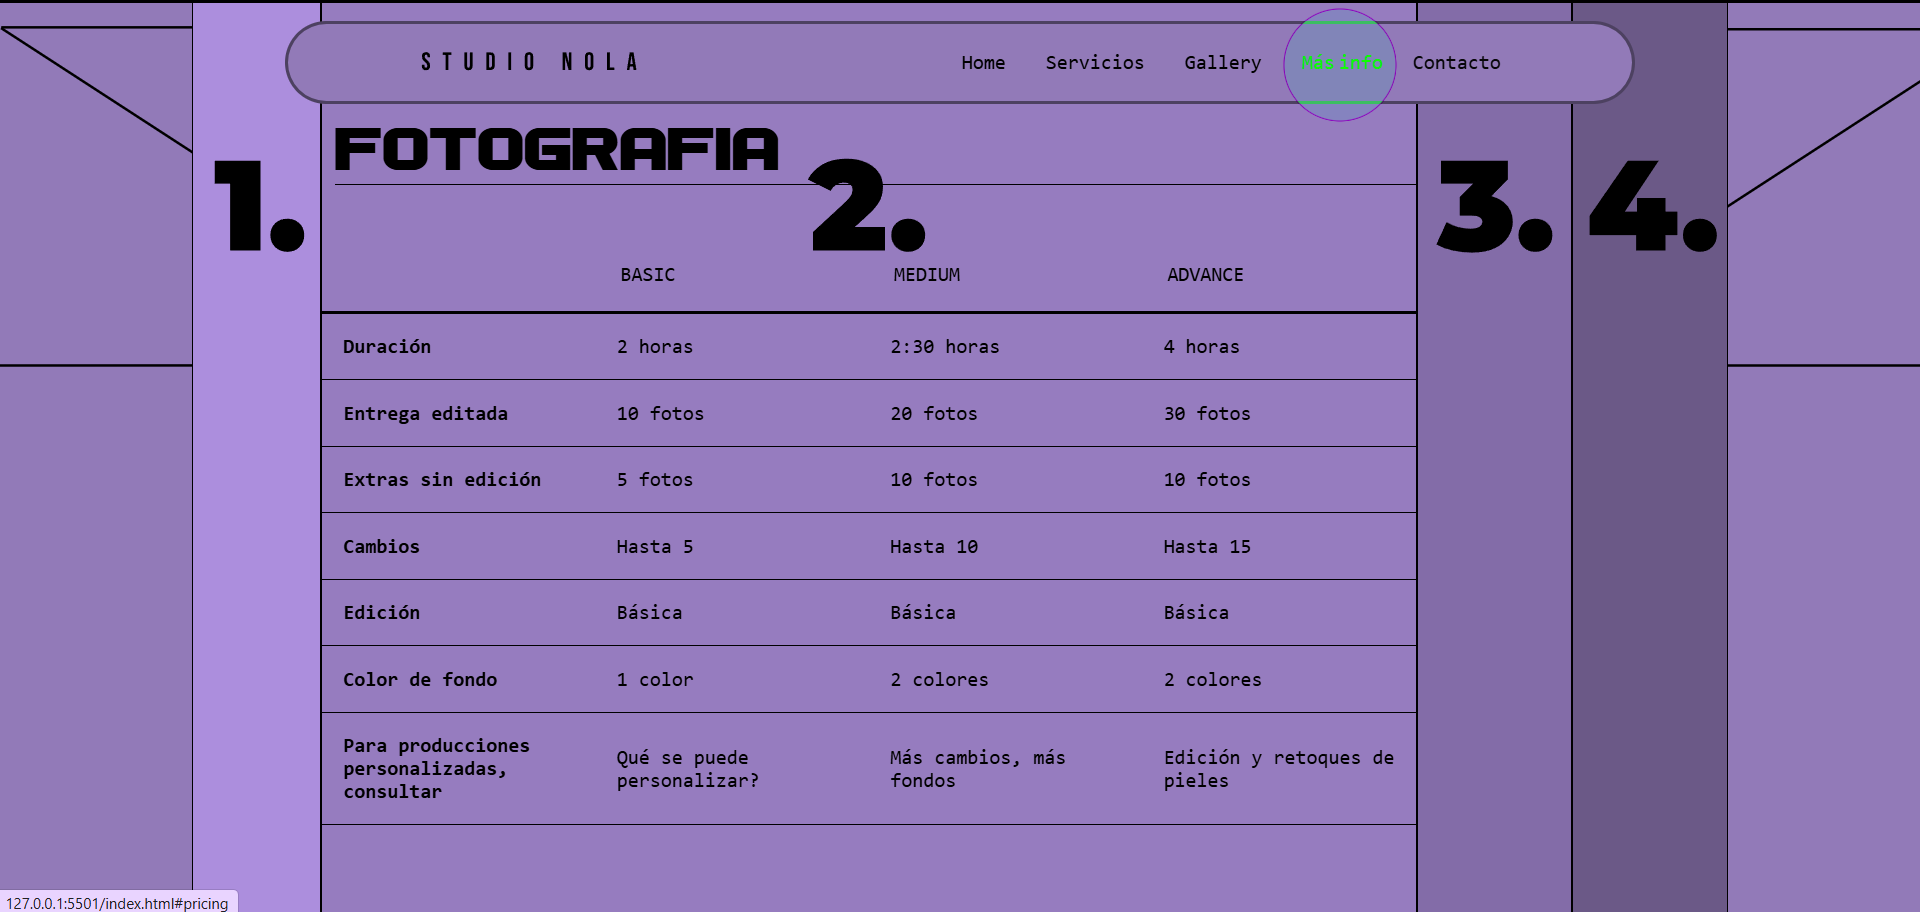 STUDIO NOLA
Home Servicios Gallery Más info Contacto
FOTOGRAFIA
1.
2.
3.
4.
BASIC MEDIUM ADVANCE
Duración 2 horas 2:30 horas 4 horas
Entrega editada 10 fotos 20 fotos 30 fotos
Extras sin edición 5 fotos 10 fotos 10 fotos
Cambios Hasta 5 Hasta 10 Hasta 15
Edición Básica Básica Básica
Color de fondo 1 color 2 colores 2 colores
Para producciones
personalizadas,
consultar
Qué se puede
personalizar?
Más cambios, más
fondos
Edición y retoques de
pieles
127.0.0.1:5501/index.html#pricing